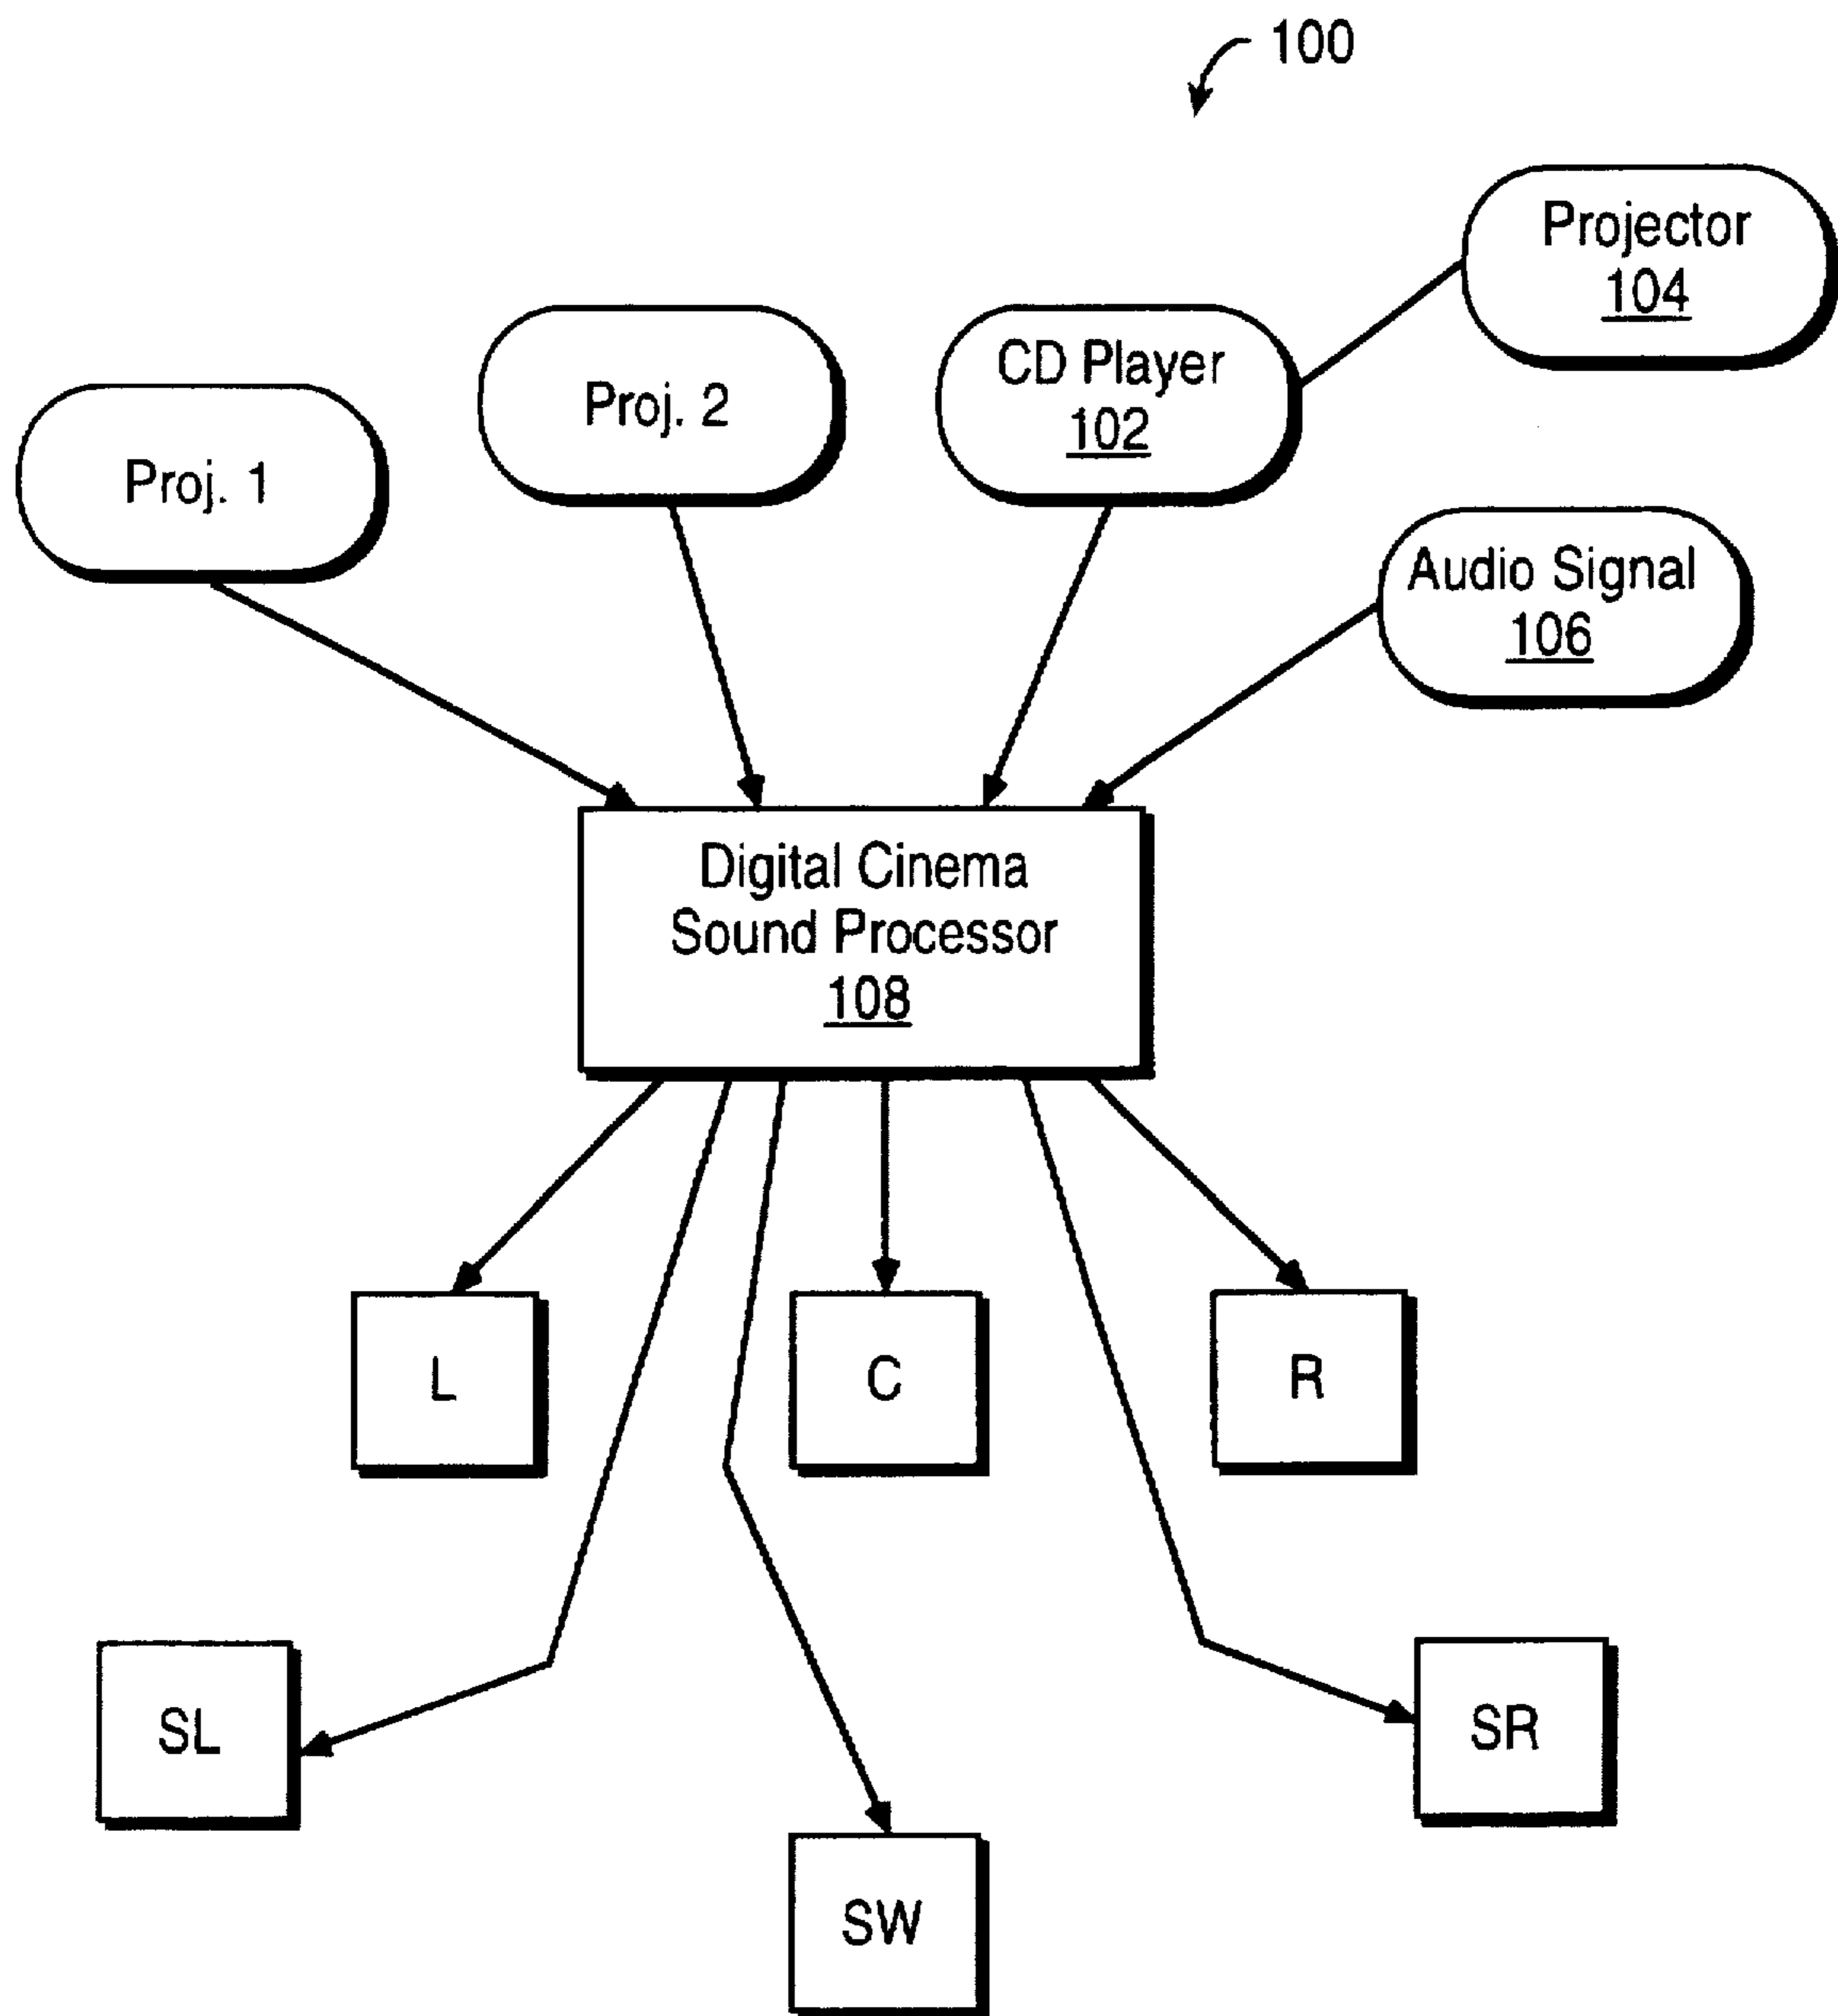 100
Projector
104
CD Player
102
Proj. 2
Proj. 1
Audio Signal
106
Digital Cinema
Sound Processor
108
L
C
R
SL
SR
SW